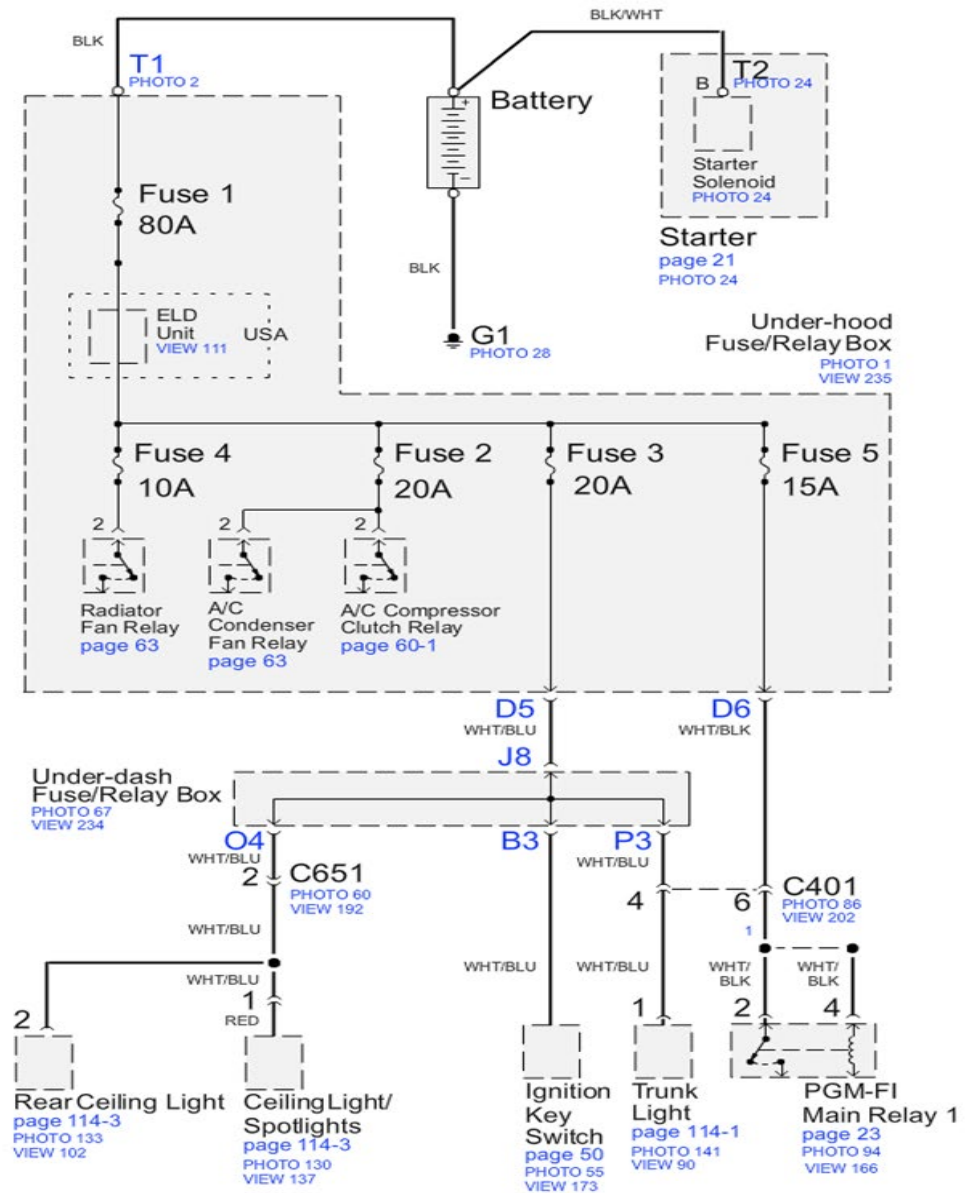 BLK/WHT
BLK
T1
PHOTO 2
T2
B
PHOTO 24
Battery
+
−
Starter
Solenoid
PHOTO 24
Fuse 1
80A
Starter
page 21
PHOTO 24
BLK
ELD
Unit
VIEW 111
USA
G1
PHOTO 28
Under-hood
Fuse/Relay Box
PHOTO 1
VIEW 235
Fuse 4
10A
Fuse 2
20A
Fuse 3
20A
Fuse 5
15A
2
2
2
Radiator
Fan Relay
page 63
A/C
Condenser
Fan Relay
page 63
A/C Compressor
Clutch Relay
page 60-1
D5
WHT/BLU
D6
WHT/BLK
J8
Under-dash
Fuse/Relay Box
PHOTO 67
VIEW 234
O4
WHT/BLU
B3
P3
WHT/BLU
2
C651
PHOTO 60
VIEW 192
4
6
C401
PHOTO 86
VIEW 202
WHT/BLU
1
WHT/BLU
WHT/BLU
WHT/BLU
WHT/
BLK
WHT/
BLK
1
RED
2
1
2
4
Rear Ceiling Light
page 114-3
PHOTO 133
VIEW 102
Ceiling Light/
Spotlights
page 114-3
PHOTO 130
VIEW 137
Ignition
Key
Switch
page 50
PHOTO 55
VIEW 173
Trunk
Light
page 114-1
PHOTO 141
VIEW 90
PGM-FI
Main Relay 1
page 23
PHOTO 94
VIEW 166